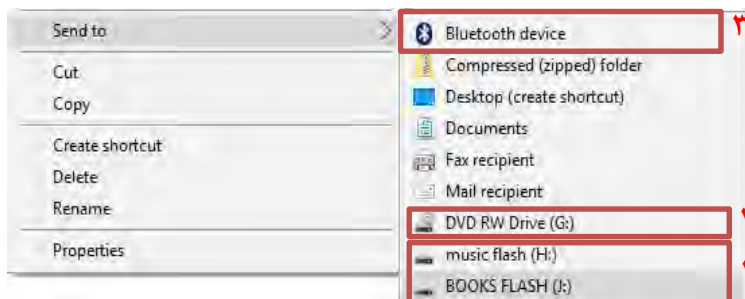 Send to
Cut
Copy
Create shortcut
Delete
Rename
Properties
Bluetooth device
۳
Compressed (zipped) folder
Desktop (create shortcut)
Documents
Fax recipient
Mail recipient
DVD RW Drive (G:)
music flash (H:)
BOOKS FLASH (J:)